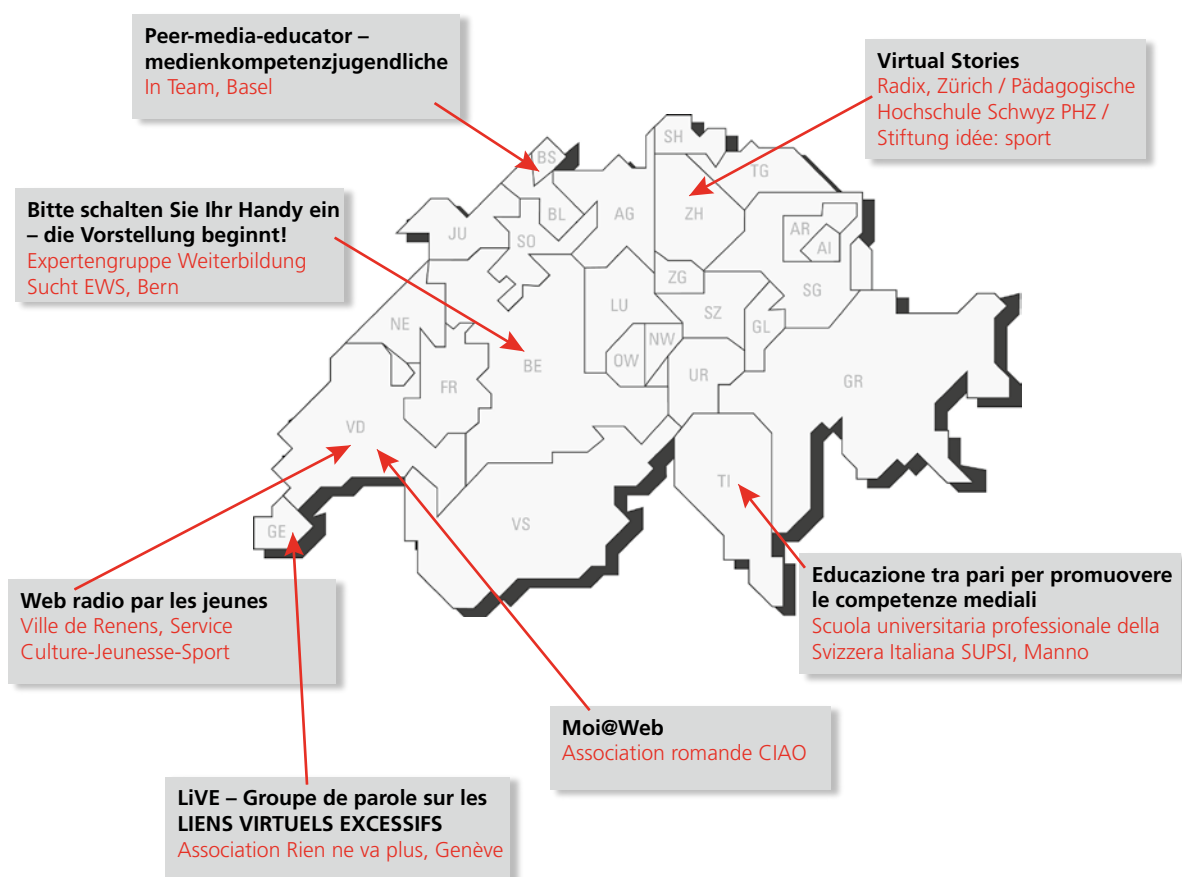 Peer-media-educator –
medienkompetenzjugendliche
In Team, Basel
Virtual Stories
Radix, Zürich / Pädagogische
Hochschule Schwyz PHZ /
Stiftung idée: sport
Bitte schalten Sie Ihr Handy ein
– die Vorstellung beginnt!
Expertengruppe Weiterbildung
Sucht EWS, Bern
SH
BS
TG
BL
AG
ZH
JU
SO
AR
AI
ZG
SG
LU
SZ
NE
GL
NW
OW
BE
UR
FR
GR
VD
TI
VS
GE
Web radio par les jeunes
Ville de Renens, Service
Culture-Jeunesse-Sport
Educazione tra pari per promuovere
le competenze mediali
Scuola universitaria professionale della
Svizzera Italiana SUPSI, Manno
Moi@Web
Association romande CIAO
LiVE – Groupe de parole sur les
LIENS VIRTUELS EXCESSIFS
Association Rien ne va plus, Genève